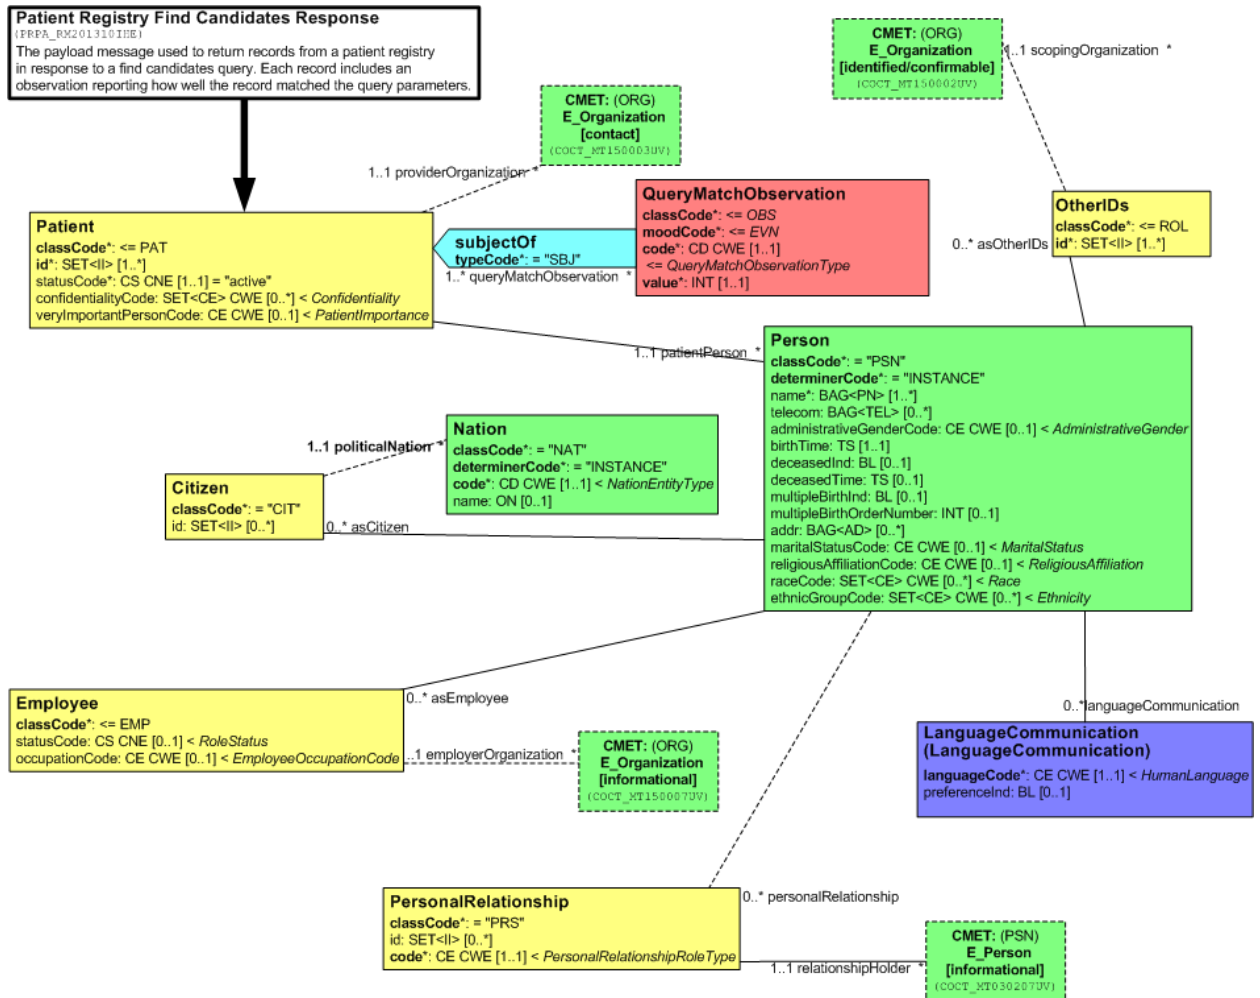 Patient Registry Find Candidates Response
(PRPA_RM201310IHE)
The payload message used to return records from a patient registry
in response to a find candidates query. Each record includes an
observation reporting how well the record matched the query parameters.
CMET: (ORG)
E_Organization
[identified/confirmable]
(COCT_MT150002UV)
1..1 scopingOrganization *
CMET: (ORG)
E_Organization
[contact]
(COCT_MT150003UV)
1..1 providerOrganization *
Patient
classCode*: <= PAT
id*: SET<II> [1..*]
statusCode*: CS CNE [1..1] = "active"
confidentialityCode: SET<CE> CWE [0..*] < Confidentiality
veryImportantPersonCode: CE CWE [0..1] < PatientImportance
subjectOf
typeCode*: = "SBJ"
1..* queryMatchObservation *
QueryMatchObservation
classCode*: <= OBS
moodCode*: <= EVN
code*: CD CWE [1..1]
<= QueryMatchObservationType
value*: INT [1..1]
OtherIDs
classCode*: <= ROL
id*: SET<II> [1..*]
0..* asOtherIDs
1..1 patientPerson *
Person
classCode*: = "PSN"
determinerCode*: = "INSTANCE"
name*: BAG<PN> [1..*]
telecom: BAG<TEL> [0..*]
administrativeGenderCode: CE CWE [0..1] < AdministrativeGender
birthTime: TS [1..1]
deceasedInd: BL [0..1]
deceasedTime: TS [0..1]
multipleBirthInd: BL [0..1]
multipleBirthOrderNumber: INT [0..1]
addr: BAG<AD> [0..*]
maritalStatusCode: CE CWE [0..1] < MaritalStatus
religiousAffiliationCode: CE CWE [0..1] < ReligiousAffiliation
raceCode: SET<CE> CWE [0..*] < Race
ethnicGroupCode: SET<CE> CWE [0..*] < Ethnicity
Nation
classCode*: = "NAT"
determinerCode*: = "INSTANCE"
code*: CD CWE [1..1] < NationEntityType
name: ON [0..1]
1..1 politicalNation *
Citizen
classCode*: = "CIT"
id: SET<II> [0..*]
0..* asCitizen
Employee
classCode*: <= EMP
statusCode: CS CNE [0..1] < RoleStatus
occupationCode: CE CWE [0..1] < EmployeeOccupationCode
0..* asEmployee
..1 employerOrganization *
CMET: (ORG)
E_Organization
[informational]
(COCT_MT150007UV)
0..*languageCommunication
LanguageCommunication
(LanguageCommunication)
languageCode*: CE CWE [1..1] < HumanLanguage
preferenceInd: BL [0..1]
PersonalRelationship
classCode*: = "PRS"
id: SET<II> [0..*]
code*: CE CWE [1..1] < PersonalRelationshipRoleType
0..* personalRelationship
1..1 relationshipHolder *
CMET: (PSN)
E_Person
[informational]
(COCT_MT030207UV)